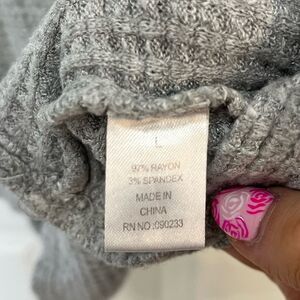 L
97% RAYON
3% SPANDEX
MADE IN
CHINA
RN NO :090233